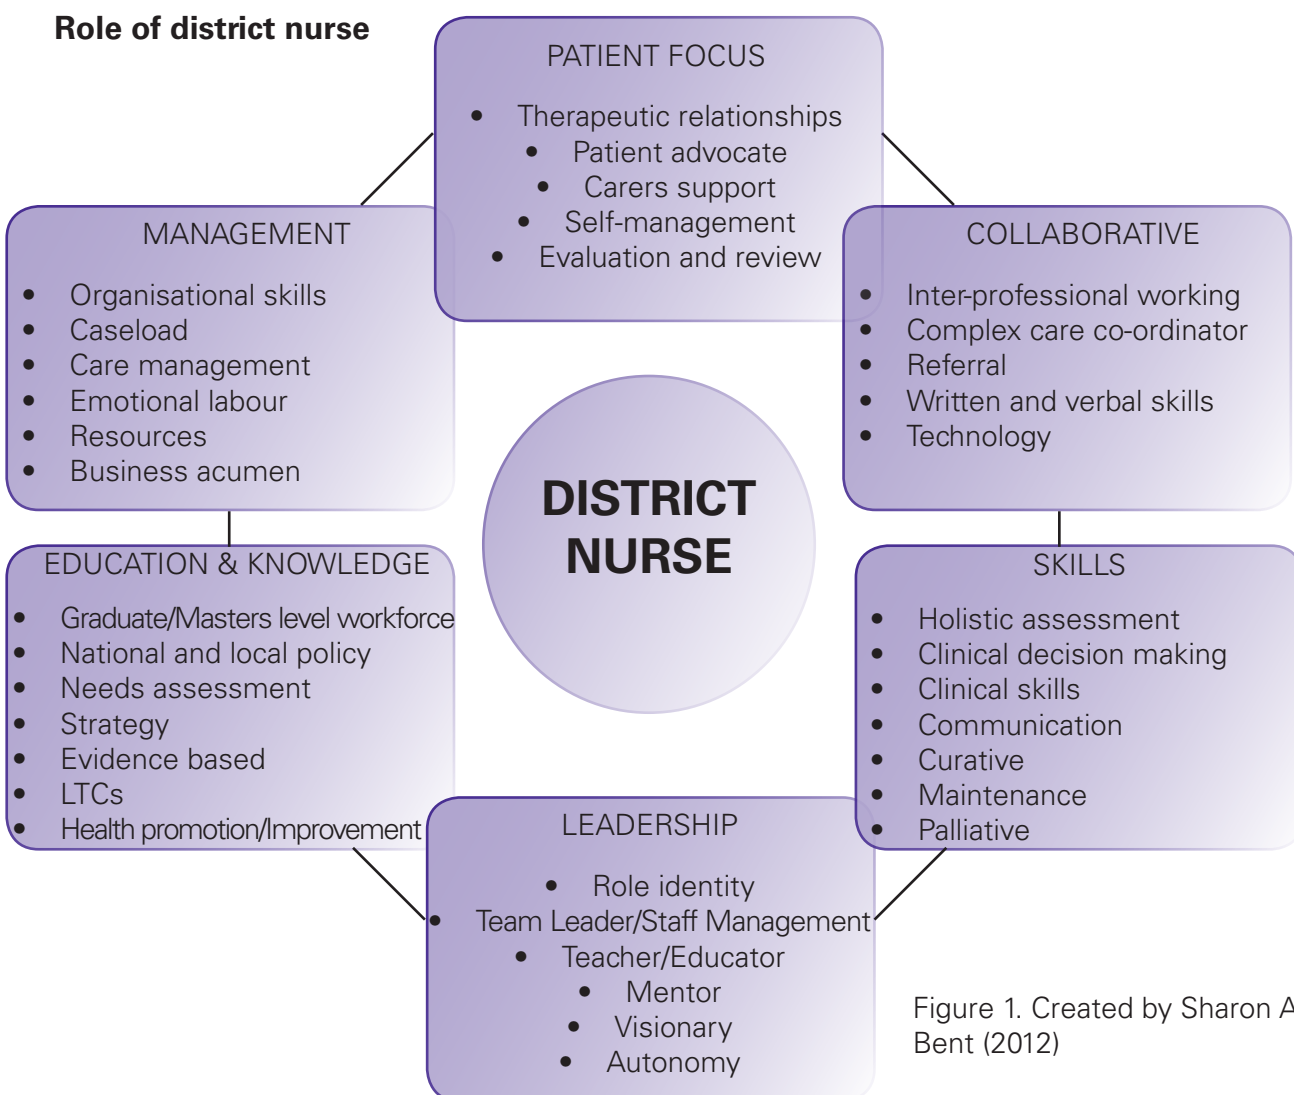 Role of district nurse
PATIENT FOCUS
• Therapeutic relationships
• Patient advocate
• Carers support
• Self-management
• Evaluation and review
MANAGEMENT
• Organisational skills
• Caseload
• Care management
• Emotional labour
• Resources
• Business acumen
COLLABORATIVE
• Inter-professional working
• Complex care co-ordinator
• Referral
• Written and verbal skills
• Technology
DISTRICT
NURSE
EDUCATION & KNOWLEDGE
• Graduate/Masters level workforce
• National and local policy
• Needs assessment
• Strategy
• Evidence based
• LTCs
• Health promotion/Improvement
SKILLS
• Holistic assessment
• Clinical decision making
• Clinical skills
• Communication
• Curative
• Maintenance
• Palliative
LEADERSHIP
• Role identity
• Team Leader/Staff Management
• Teacher/Educator
• Mentor
• Visionary
• Autonomy
Figure 1. Created by Sharon A
Bent (2012)